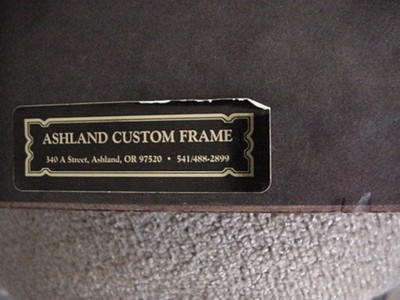 ASHLAND CUSTOM FRAME
340 A Street, Ashland, OR 97520 • 541/488-2899